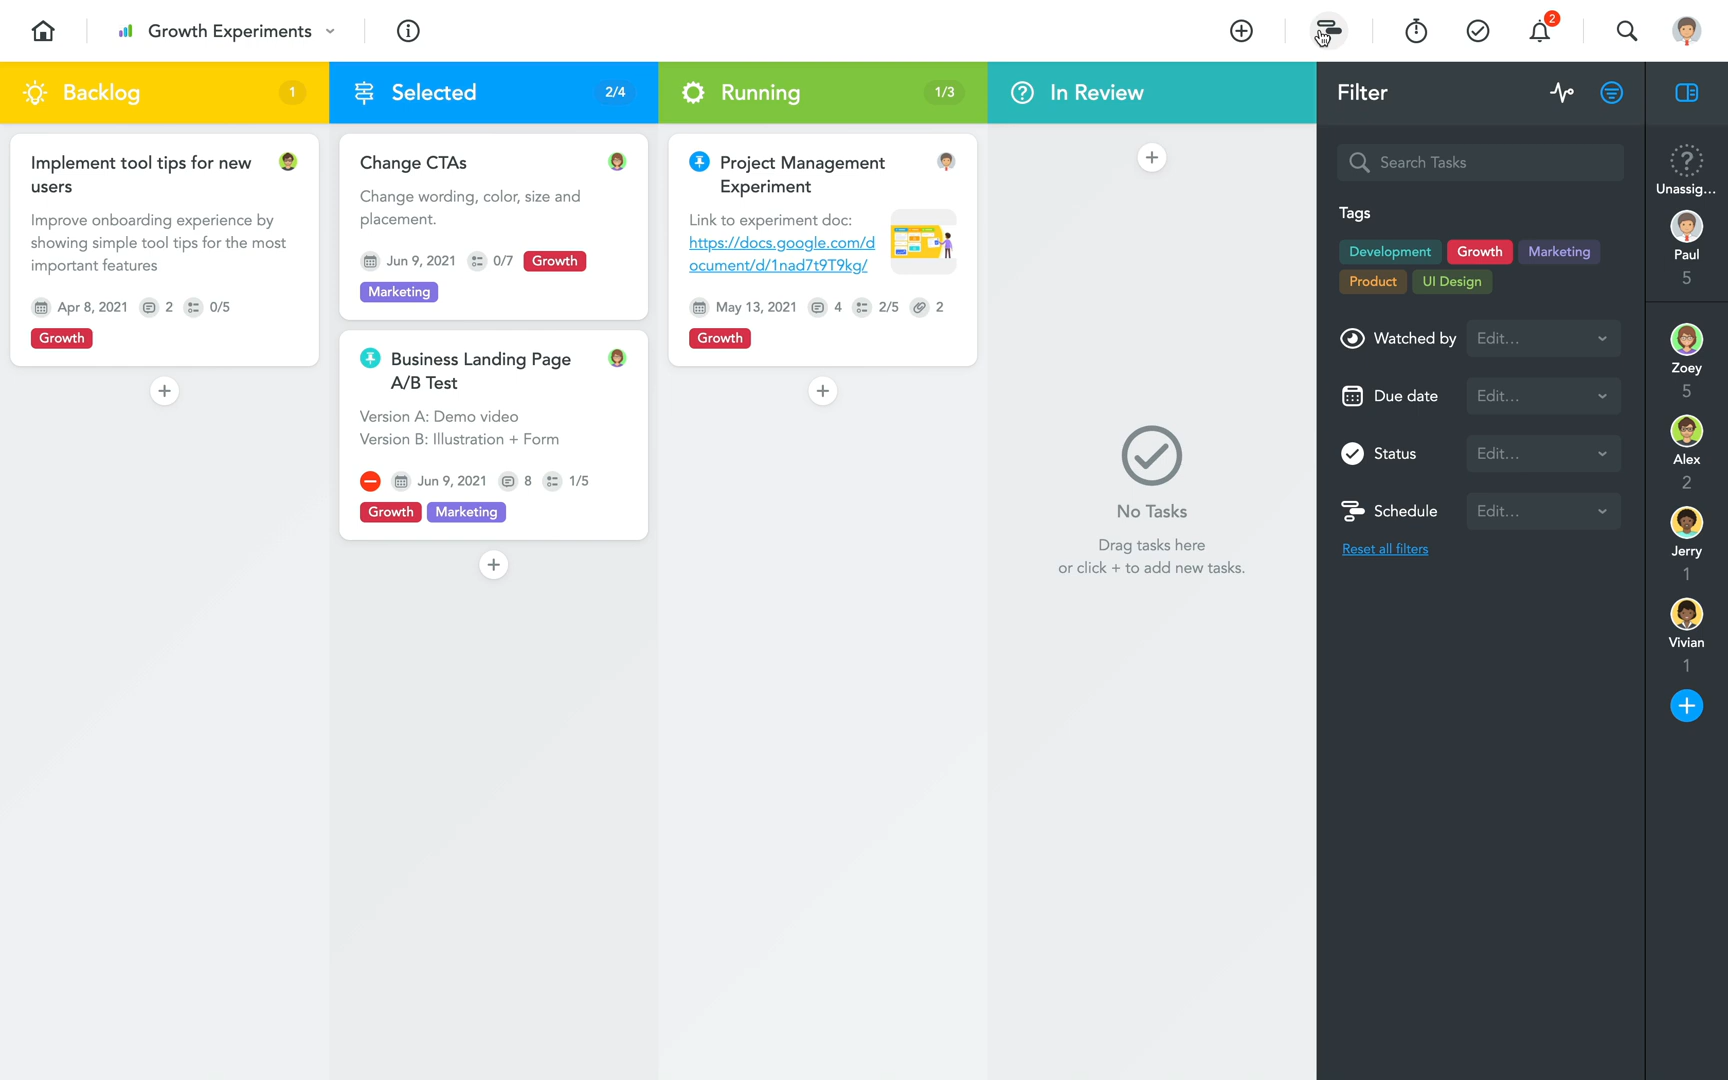 Growth Experiments
2
Backlog 1
Selected 2/4
Running 1/3
In Review
Filter
Implement tool tips for new
users
Improve onboarding experience by
showing simple tool tips for the most
important features
Apr 8, 2021 2 0/5
Growth
Change CTAs
Change wording, color, size and
placement.
Jun 9, 2021 0/7 Growth
Marketing
Business Landing Page
A/B Test
Version A: Demo video
Version B: Illustration + Form
Jun 9, 2021 8 1/5
Growth Marketing
Project Management
Experiment
Link to experiment doc:
https://docs.google.com/d
ocument/d/1nad7t9T9kg/
May 13, 2021 4 2/5 2
Growth
No Tasks
Drag tasks here
or click + to add new tasks.
Search Tasks
Tags
Development Growth Marketing
Product UI Design
Watched by Edit...
Due date Edit...
Status Edit...
Schedule Edit...
Reset all filters
Unassig...
Paul
5
Zoey
5
Alex
2
Jerry
1
Vivian
1